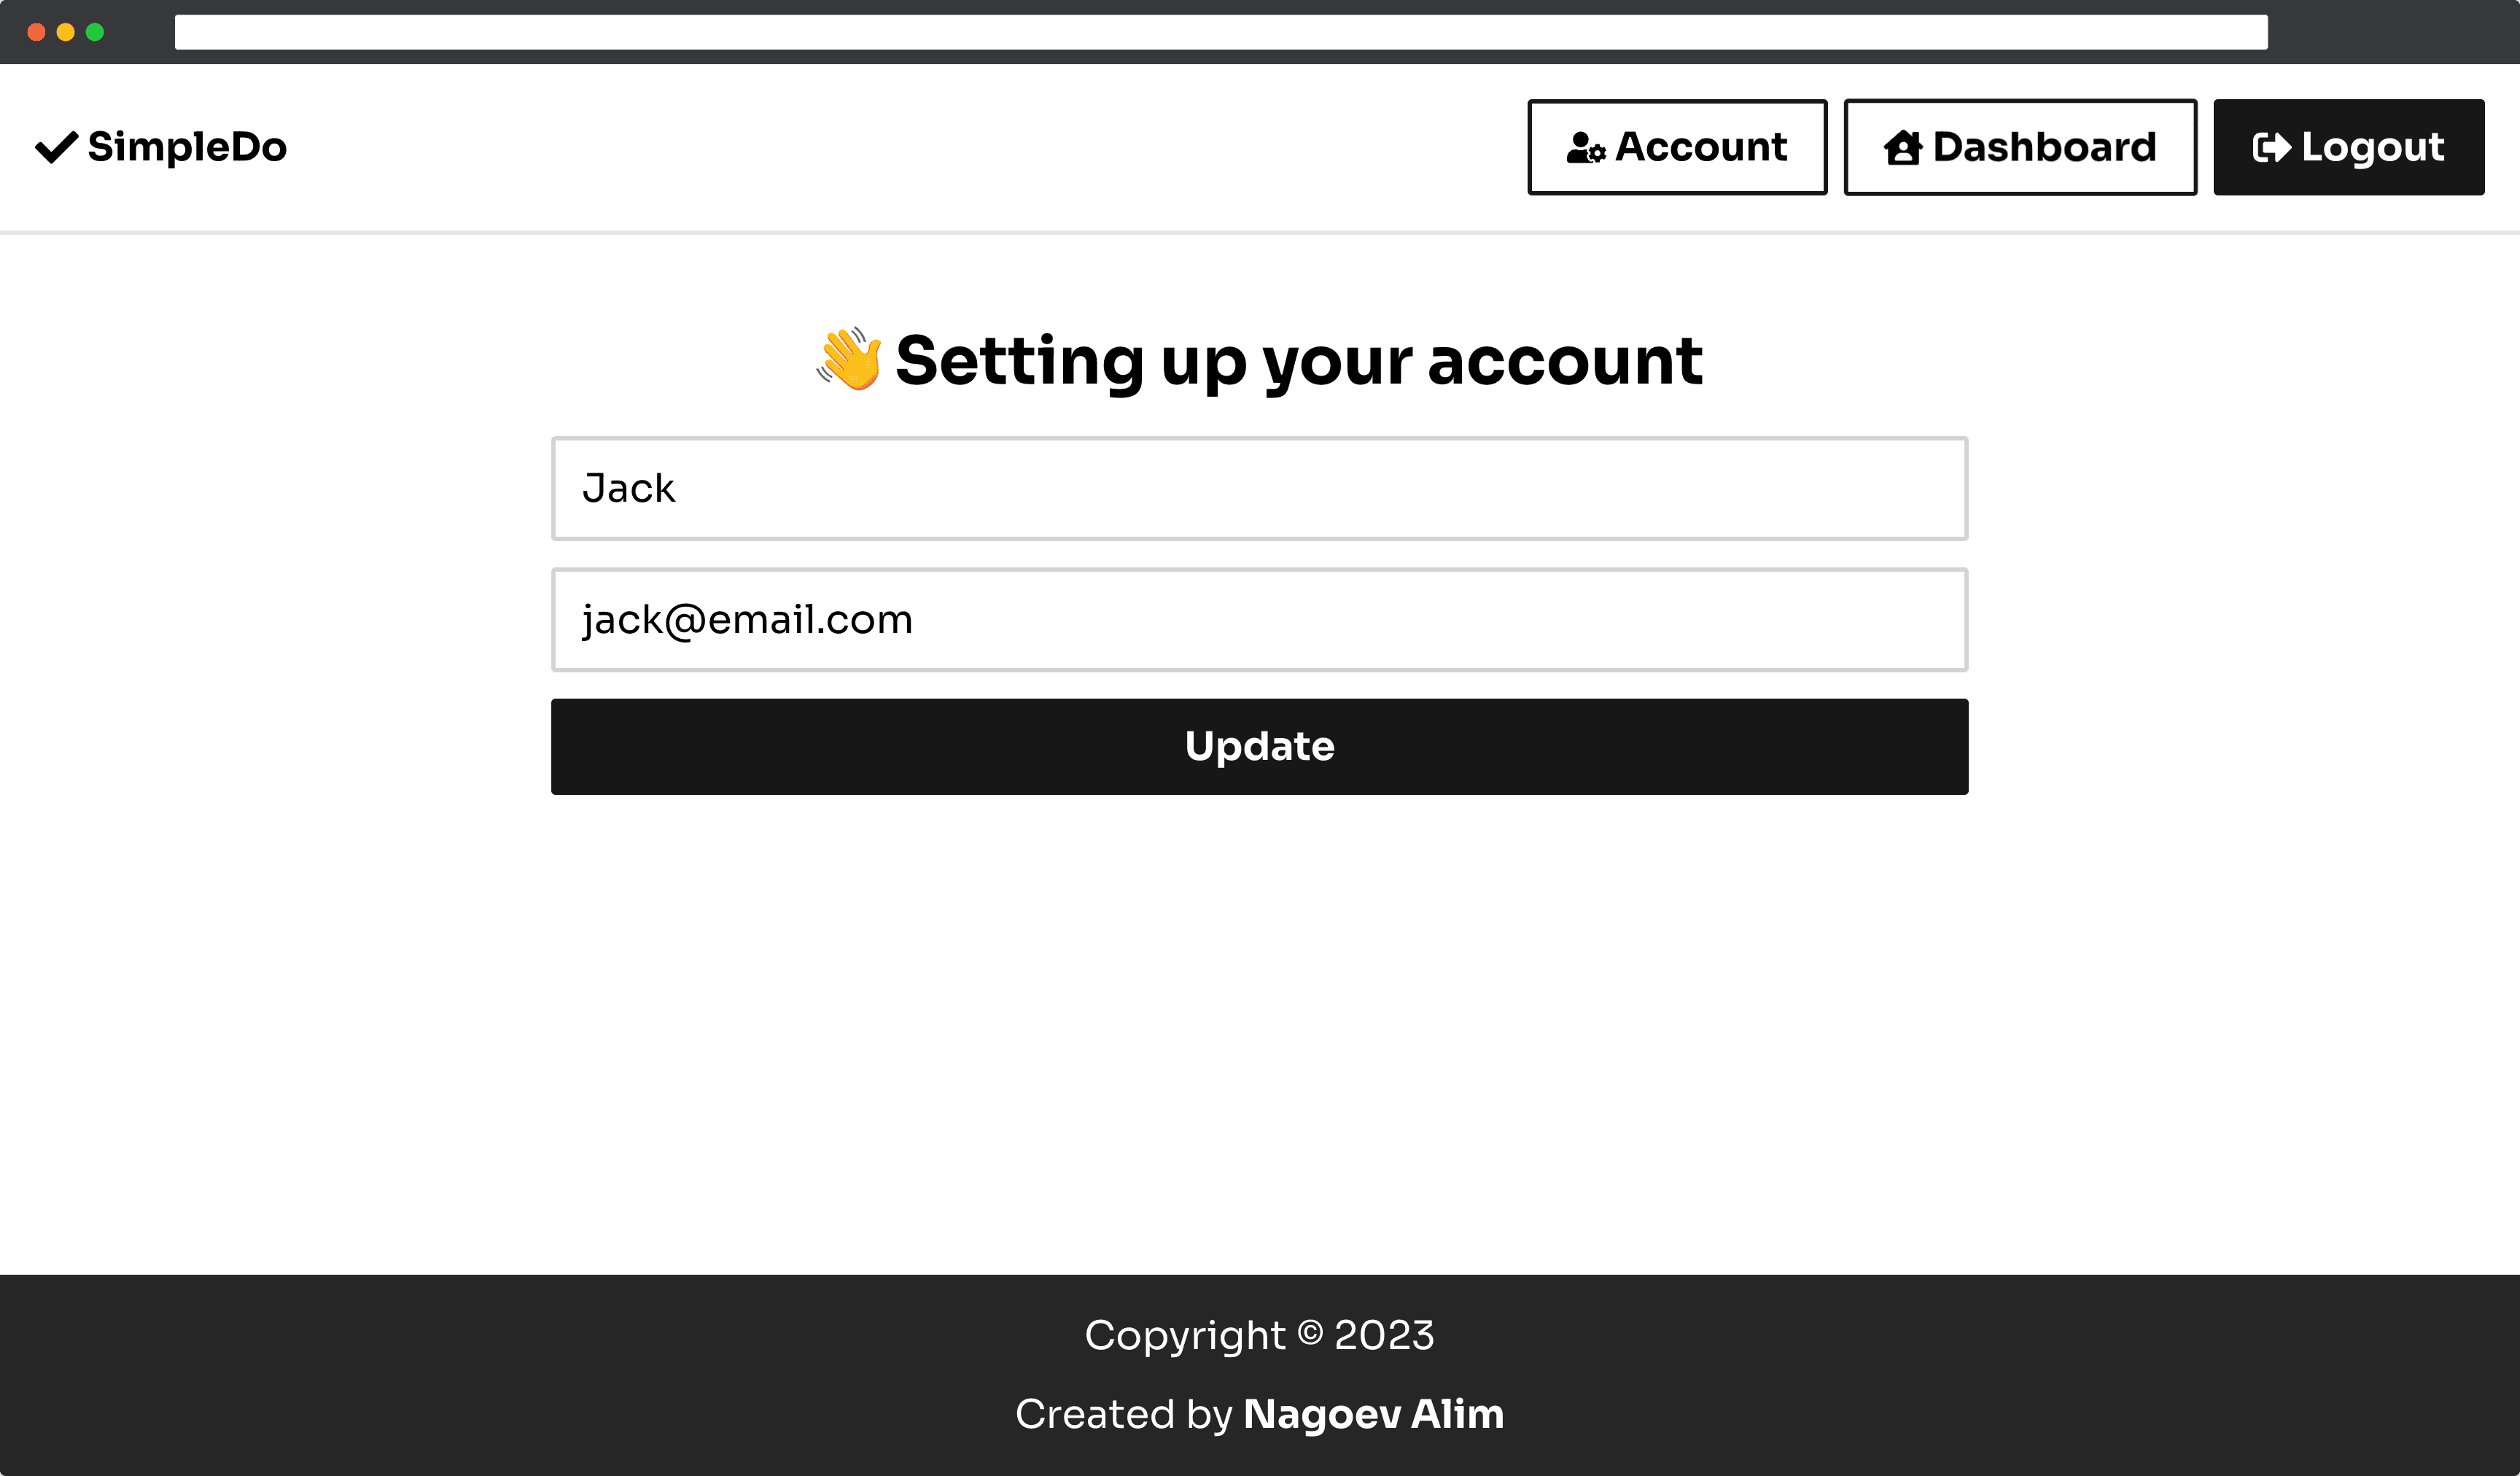 SimpleDo
Account
Dashboard
Logout
👋 Setting up your account
Jack
jack@email.com
Update
Copyright © 2023
Created by Nagoev Alim